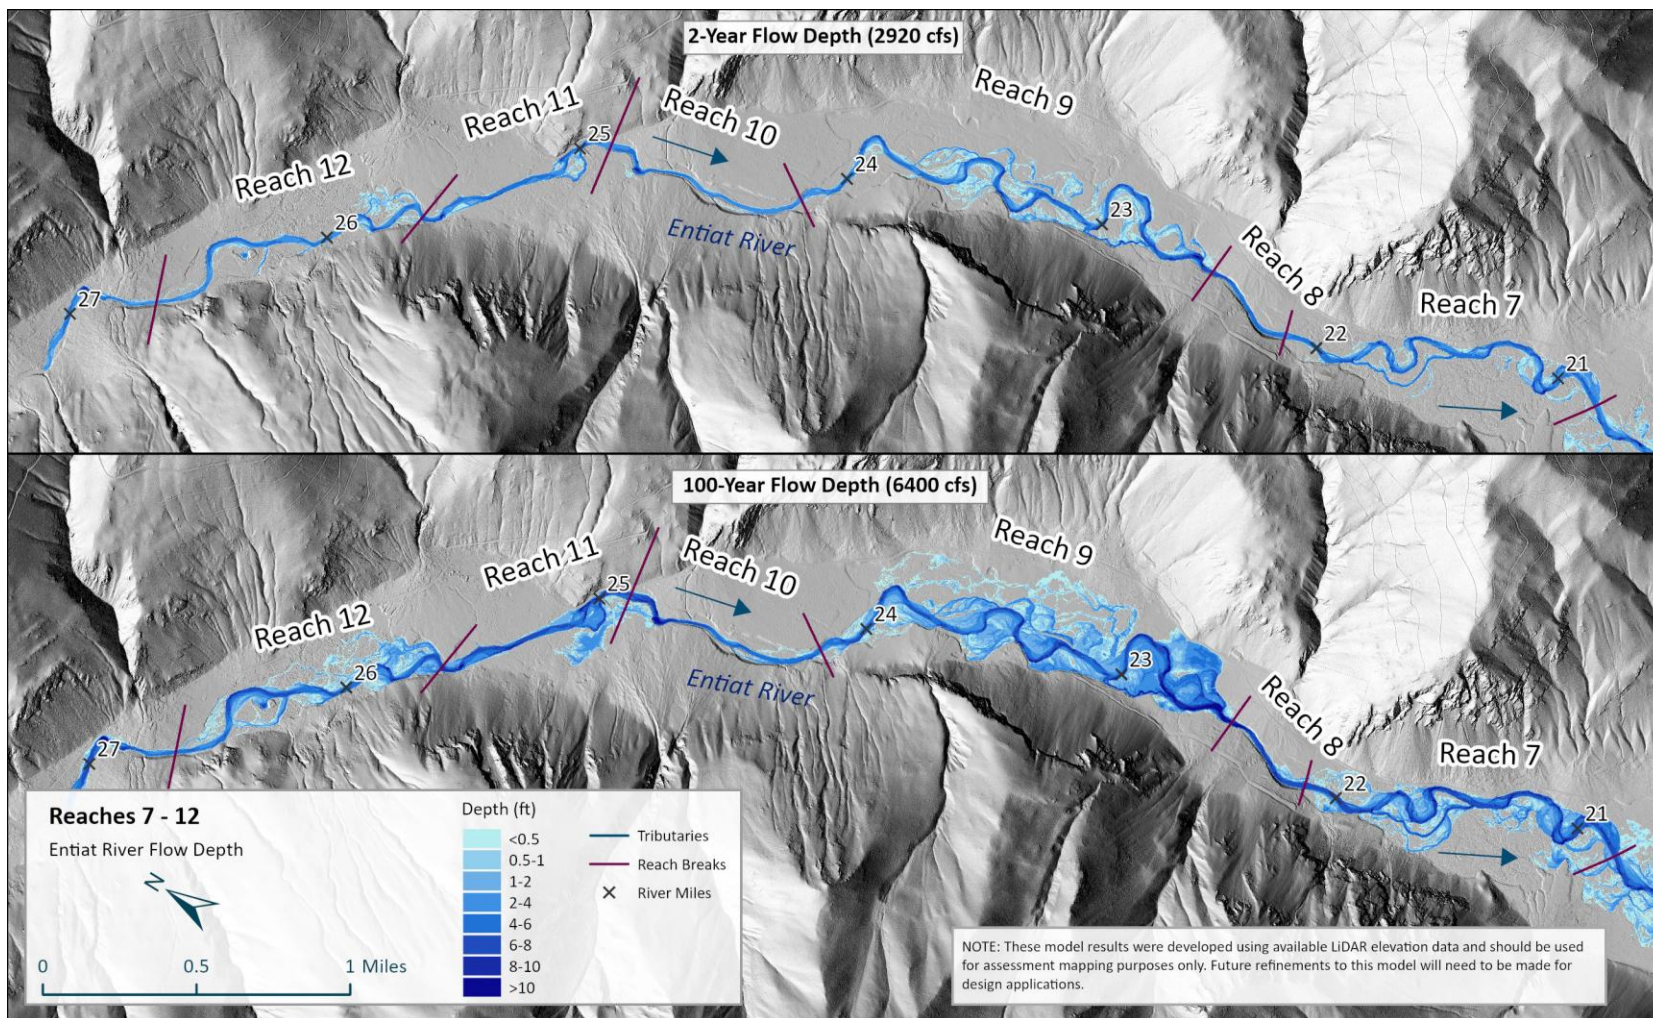 2-Year Flow Depth (2920 cfs)
Reach 9
Reach 11
Reach 10
25
24
Reach 12
23
26
Entiat River
Reach 8
27
Reach 7
22
21
100-Year Flow Depth (6400 cfs)
Reach 9
Reach 11
Reach 10
25
24
Reach 12
23
26
Entiat River
Reach 8
27
Reach 7
22
21
Reaches 7 - 12
Entiat River Flow Depth
N
0 0.5 1 Miles
Depth (ft)
<0.5
0.5-1
1-2
2-4
4-6
6-8
8-10
>10
Tributaries
Reach Breaks
River Miles
NOTE: These model results were developed using available LiDAR elevation data and should be used
for assessment mapping purposes only. Future refinements to this model will need to be made for
design applications.